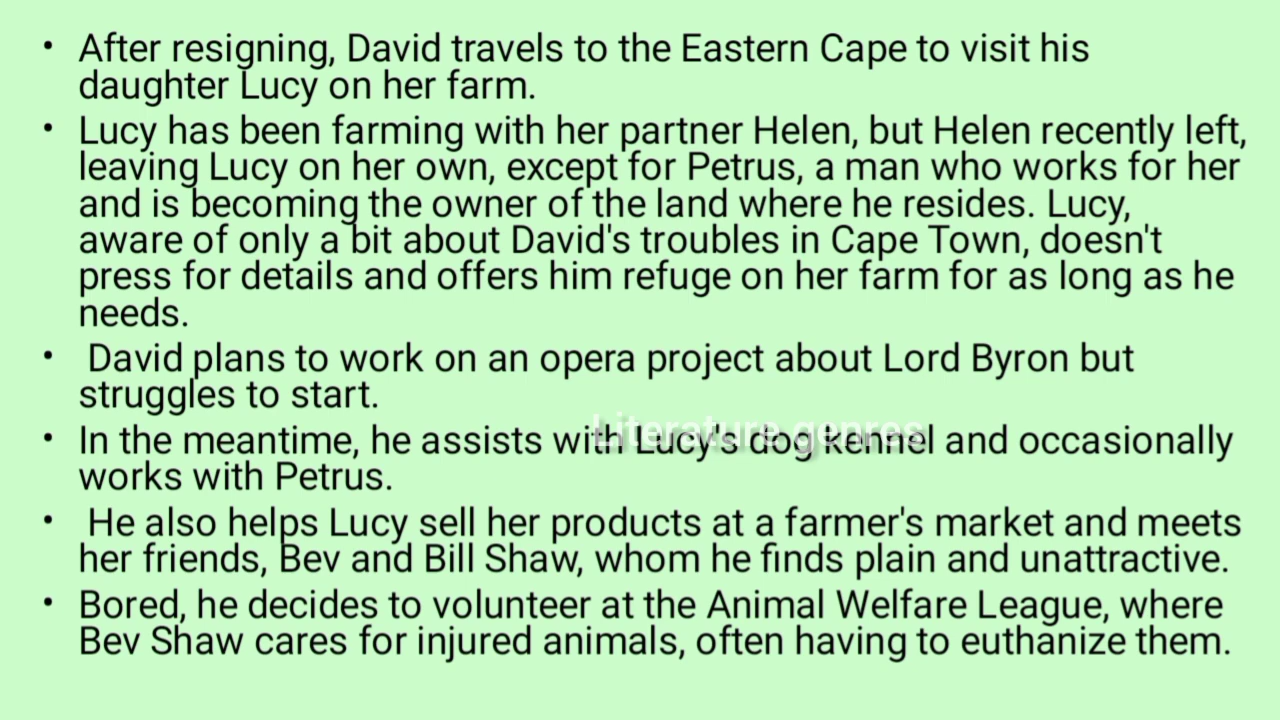 • After resigning, David travels to the Eastern Cape to visit his
daughter Lucy on her farm.
• Lucy has been farming with her partner Helen, but Helen recently left,
leaving Lucy on her own, except for Petrus, a man who works for her
and is becoming the owner of the land where he resides. Lucy,
aware of only a bit about David's troubles in Cape Town, doesn't
press for details and offers him refuge on her farm for as long as he
needs.
• David plans to work on an opera project about Lord Byron but
struggles to start.
• In the meantime, he assists with Lucy's dog kennel and occasionally
works with Petrus.
• He also helps Lucy sell her products at a farmer's market and meets
her friends, Bev and Bill Shaw, whom he finds plain and unattractive.
• Bored, he decides to volunteer at the Animal Welfare League, where
Bev Shaw cares for injured animals, often having to euthanize them.
Literature genres